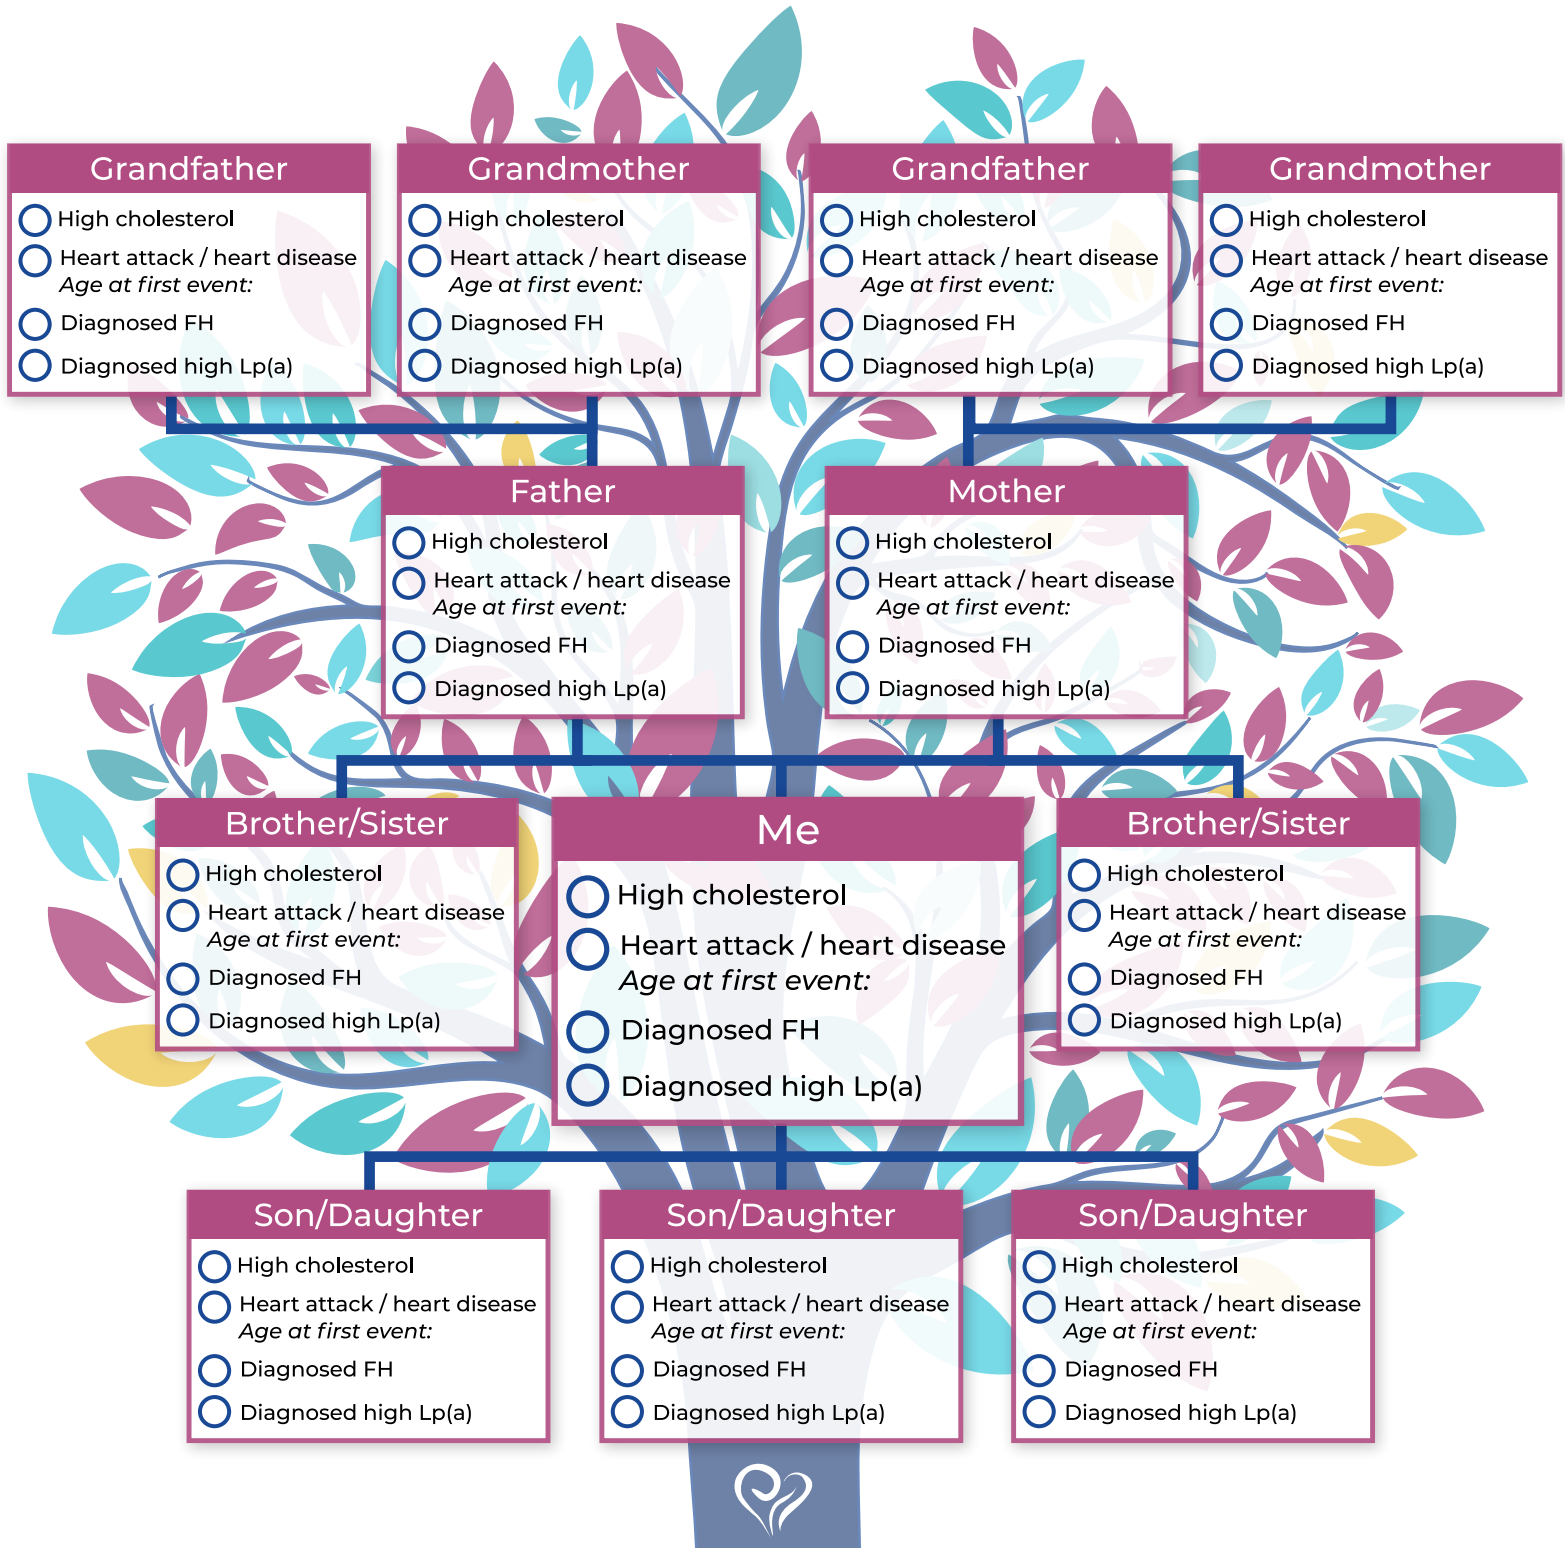 Grandfather
High cholesterol
Heart attack / heart disease
Age at first event:
Diagnosed FH
Diagnosed high Lp(a)
Grandmother
High cholesterol
Heart attack / heart disease
Age at first event:
Diagnosed FH
Diagnosed high Lp(a)
Grandfather
High cholesterol
Heart attack / heart disease
Age at first event:
Diagnosed FH
Diagnosed high Lp(a)
Grandmother
High cholesterol
Heart attack / heart disease
Age at first event:
Diagnosed FH
Diagnosed high Lp(a)
Father
High cholesterol
Heart attack / heart disease
Age at first event:
Diagnosed FH
Diagnosed high Lp(a)
Mother
High cholesterol
Heart attack / heart disease
Age at first event:
Diagnosed FH
Diagnosed high Lp(a)
Brother/Sister
High cholesterol
Heart attack / heart disease
Age at first event:
Diagnosed FH
Diagnosed high Lp(a)
Me
High cholesterol
Heart attack / heart disease
Age at first event:
Diagnosed FH
Diagnosed high Lp(a)
Brother/Sister
High cholesterol
Heart attack / heart disease
Age at first event:
Diagnosed FH
Diagnosed high Lp(a)
Son/Daughter
High cholesterol
Heart attack / heart disease
Age at first event:
Diagnosed FH
Diagnosed high Lp(a)
Son/Daughter
High cholesterol
Heart attack / heart disease
Age at first event:
Diagnosed FH
Diagnosed high Lp(a)
Son/Daughter
High cholesterol
Heart attack / heart disease
Age at first event:
Diagnosed FH
Diagnosed high Lp(a)